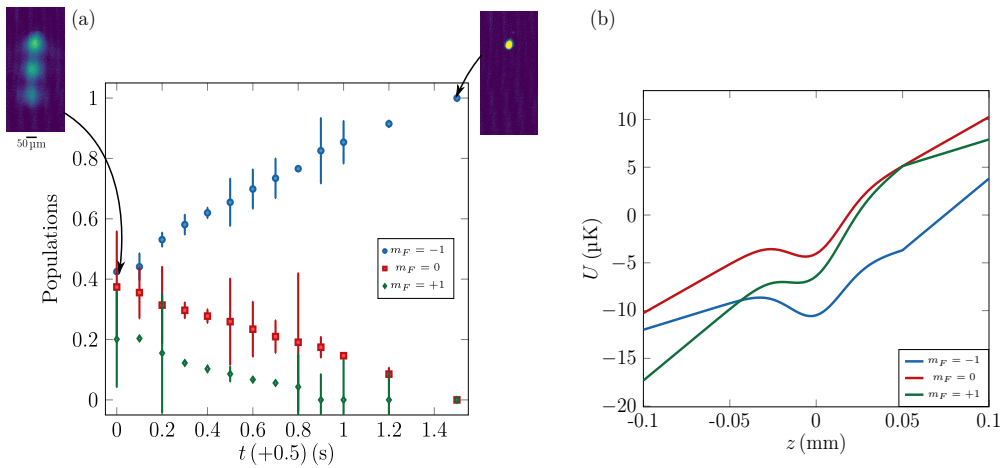 (a)
50 µm
Populations
1
0.8
0.6
0.4
0.2
0
0
0.2
0.4
0.6
0.8
1
1.2
1.4
t (+0.5) (s)
m_F = −1
m_F = 0
m_F = +1
(b)
U (µK)
10
5
0
−5
−10
−15
−20
-0.1
-0.05
0
0.05
0.1
z (mm)
m_F = −1
m_F = 0
m_F = +1